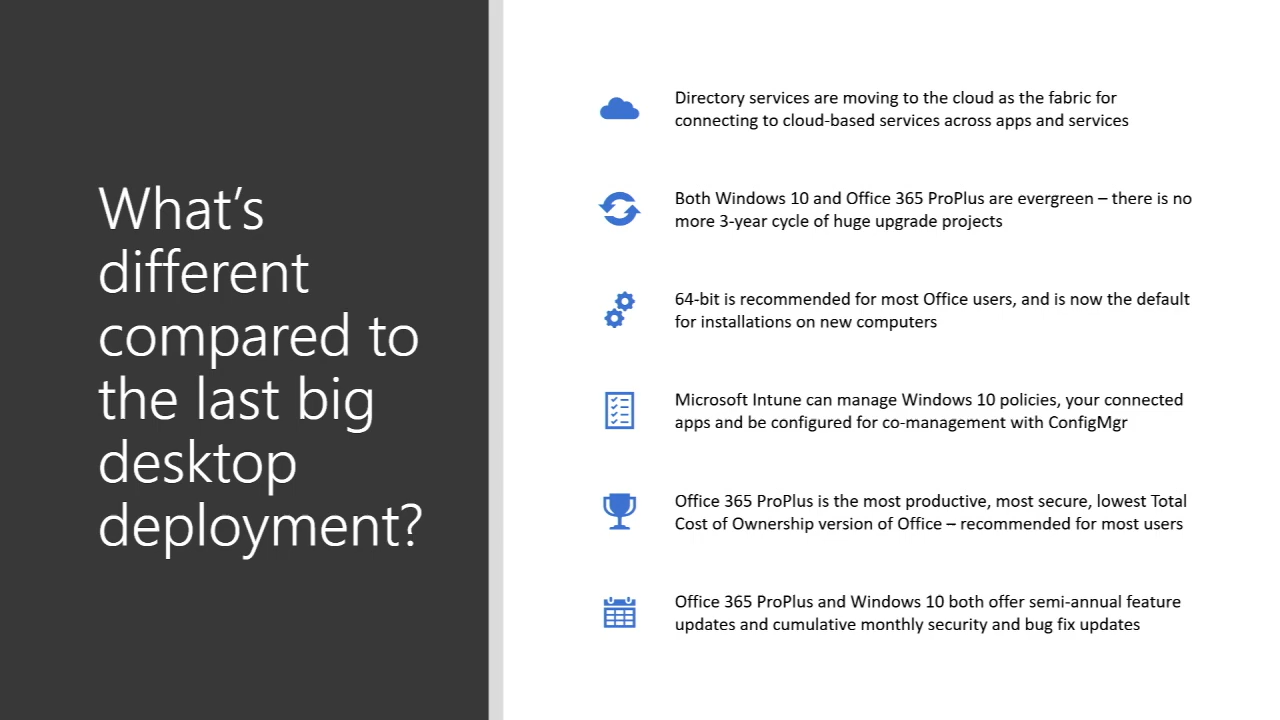 What’s
different
compared to
the last big
desktop
deployment?
Directory services are moving to the cloud as the fabric for
connecting to cloud-based services across apps and services
Both Windows 10 and Office 365 ProPlus are evergreen – there is no
more 3-year cycle of huge upgrade projects
64-bit is recommended for most Office users, and is now the default
for installations on new computers
Microsoft Intune can manage Windows 10 policies, your connected
apps and be configured for co-management with ConfigMgr
Office 365 ProPlus is the most productive, most secure, lowest Total
Cost of Ownership version of Office – recommended for most users
Office 365 ProPlus and Windows 10 both offer semi-annual feature
updates and cumulative monthly security and bug fix updates